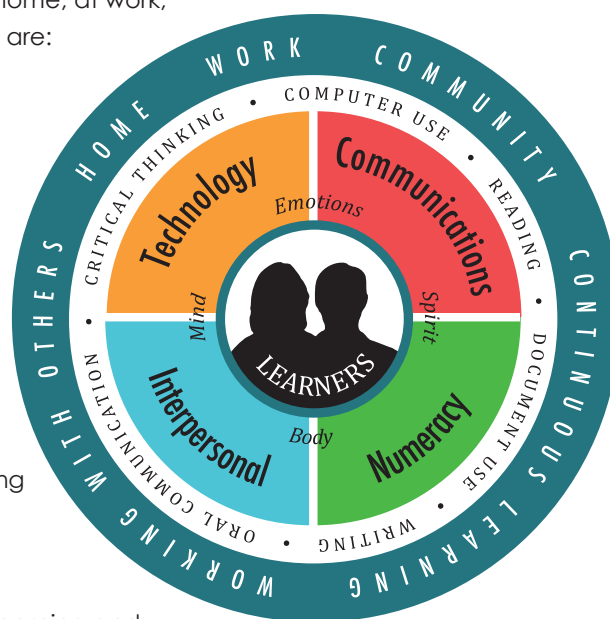 home, at work,
are:
HOME WORK COMMUNITY CONTINUOUS LEARNING WORKING WITH OTHERS
CRITICAL THINKING • COMPUTER USE • READING • DOCUMENT USE • WRITING • ORAL COMMUNICATION •
Technology
Communications
Emotions
Mind
Spirit
LEARNERS
Interpersonal
Numeracy
Body
ng